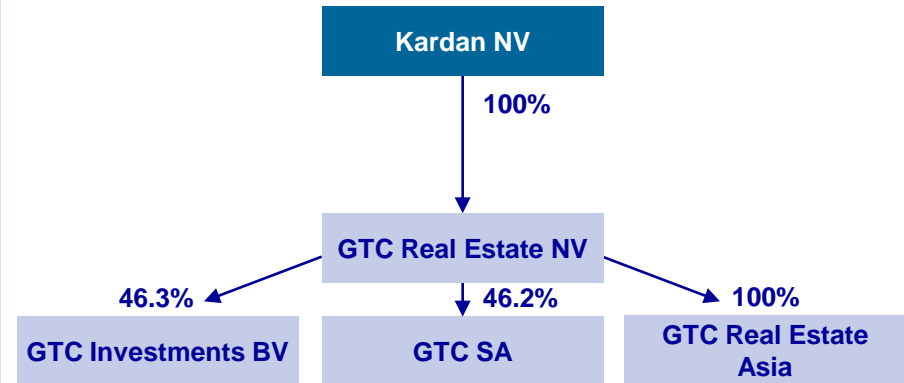 Kardan NV
100%
GTC Real Estate NV
46.3%
46.2%
100%
GTC Investments BV
GTC SA
GTC Real Estate
Asia